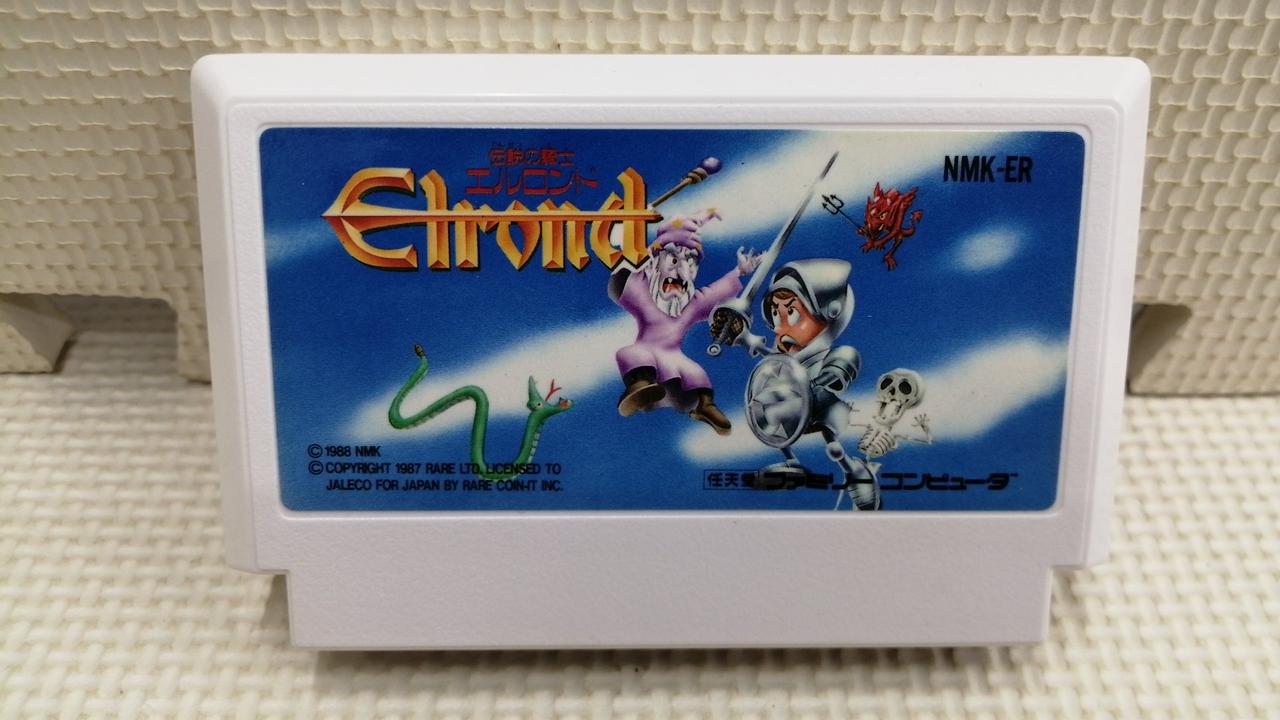 伝説の騎士
エルロンド
Elrond
NMK-ER
©1988 NMK
©COPYRIGHT 1987 RARE LTD. LICENSED TO
JALECO FOR JAPAN BY RARE COIN-IT INC.
任天堂 ファミリーコンピュータ™